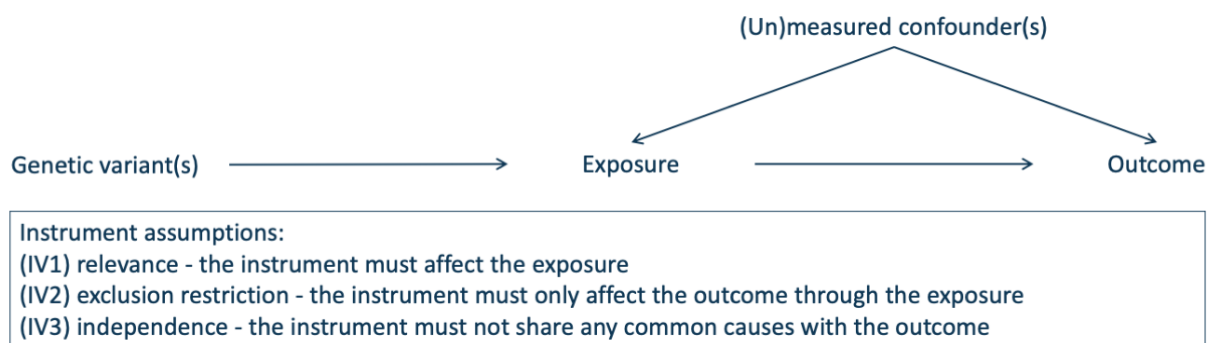 (Un)measured confounder(s)
Genetic variant(s) Exposure Outcome
Instrument assumptions:
(IV1) relevance - the instrument must affect the exposure
(IV2) exclusion restriction - the instrument must only affect the outcome through the exposure
(IV3) independence - the instrument must not share any common causes with the outcome